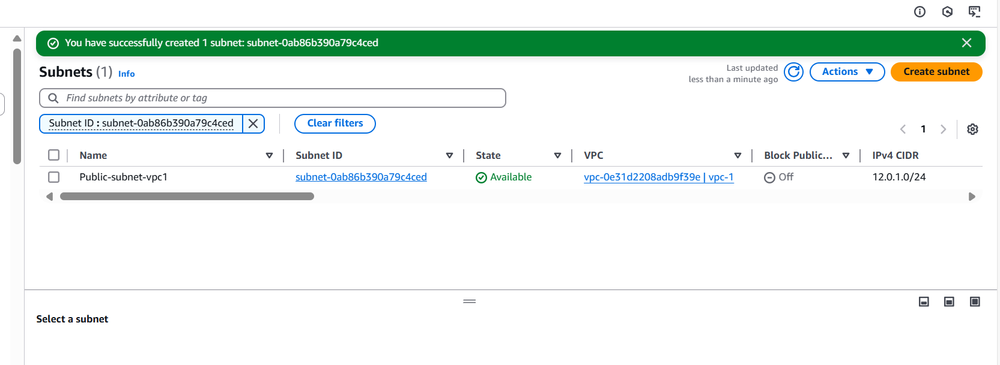 You have successfully created 1 subnet: subnet-0ab86b390a79c4ced
Subnets (1) Info
Last updated
less than a minute ago
Actions
Create subnet
Find subnets by attribute or tag
Subnet ID : subnet-0ab86b390a79c4ced
Clear filters
1
Name Subnet ID State VPC Block Public... IPv4 CIDR
Public-subnet-vpc1 subnet-0ab86b390a79c4ced Available vpc-0e31d2208adb9f39e | vpc-1 Off 12.0.1.0/24
Select a subnet